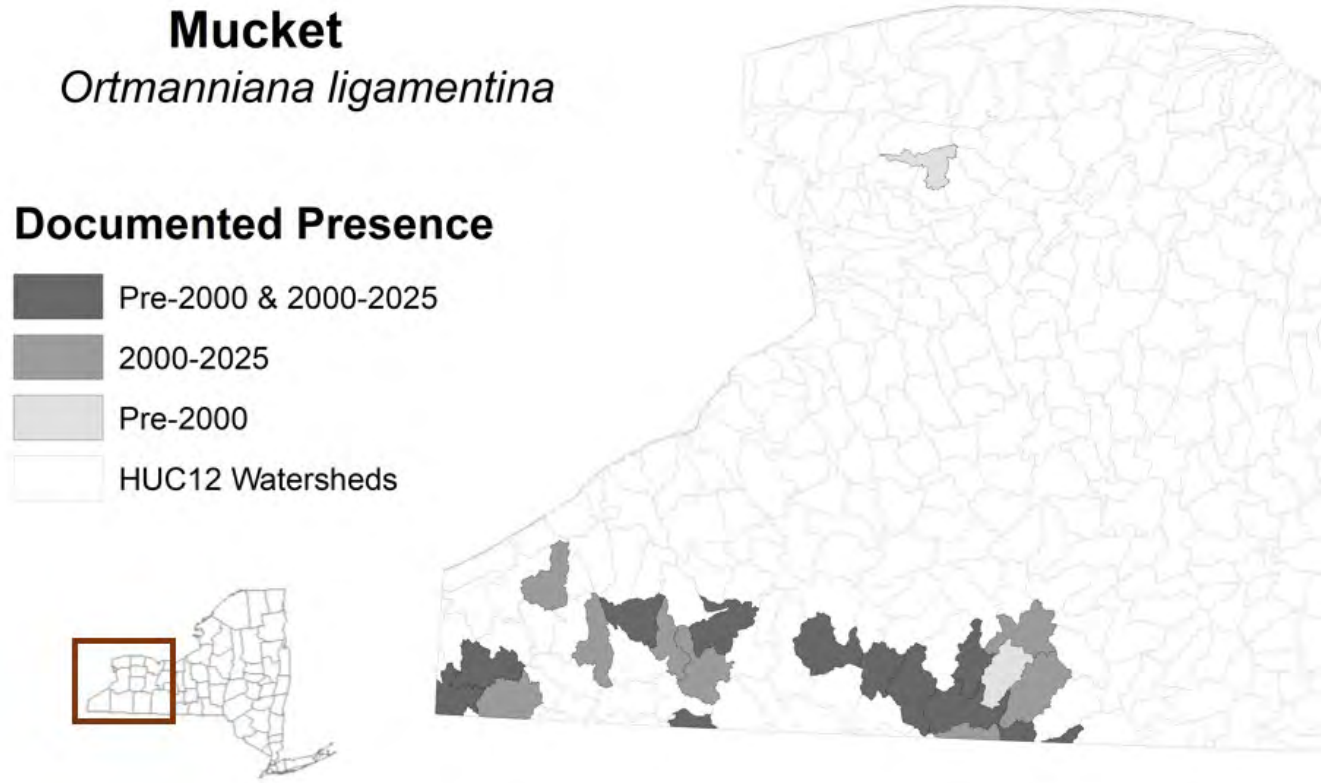 Mucket
Ortmanniana ligamentina
Documented Presence
Pre-2000 & 2000-2025
2000-2025
Pre-2000
HUC12 Watersheds